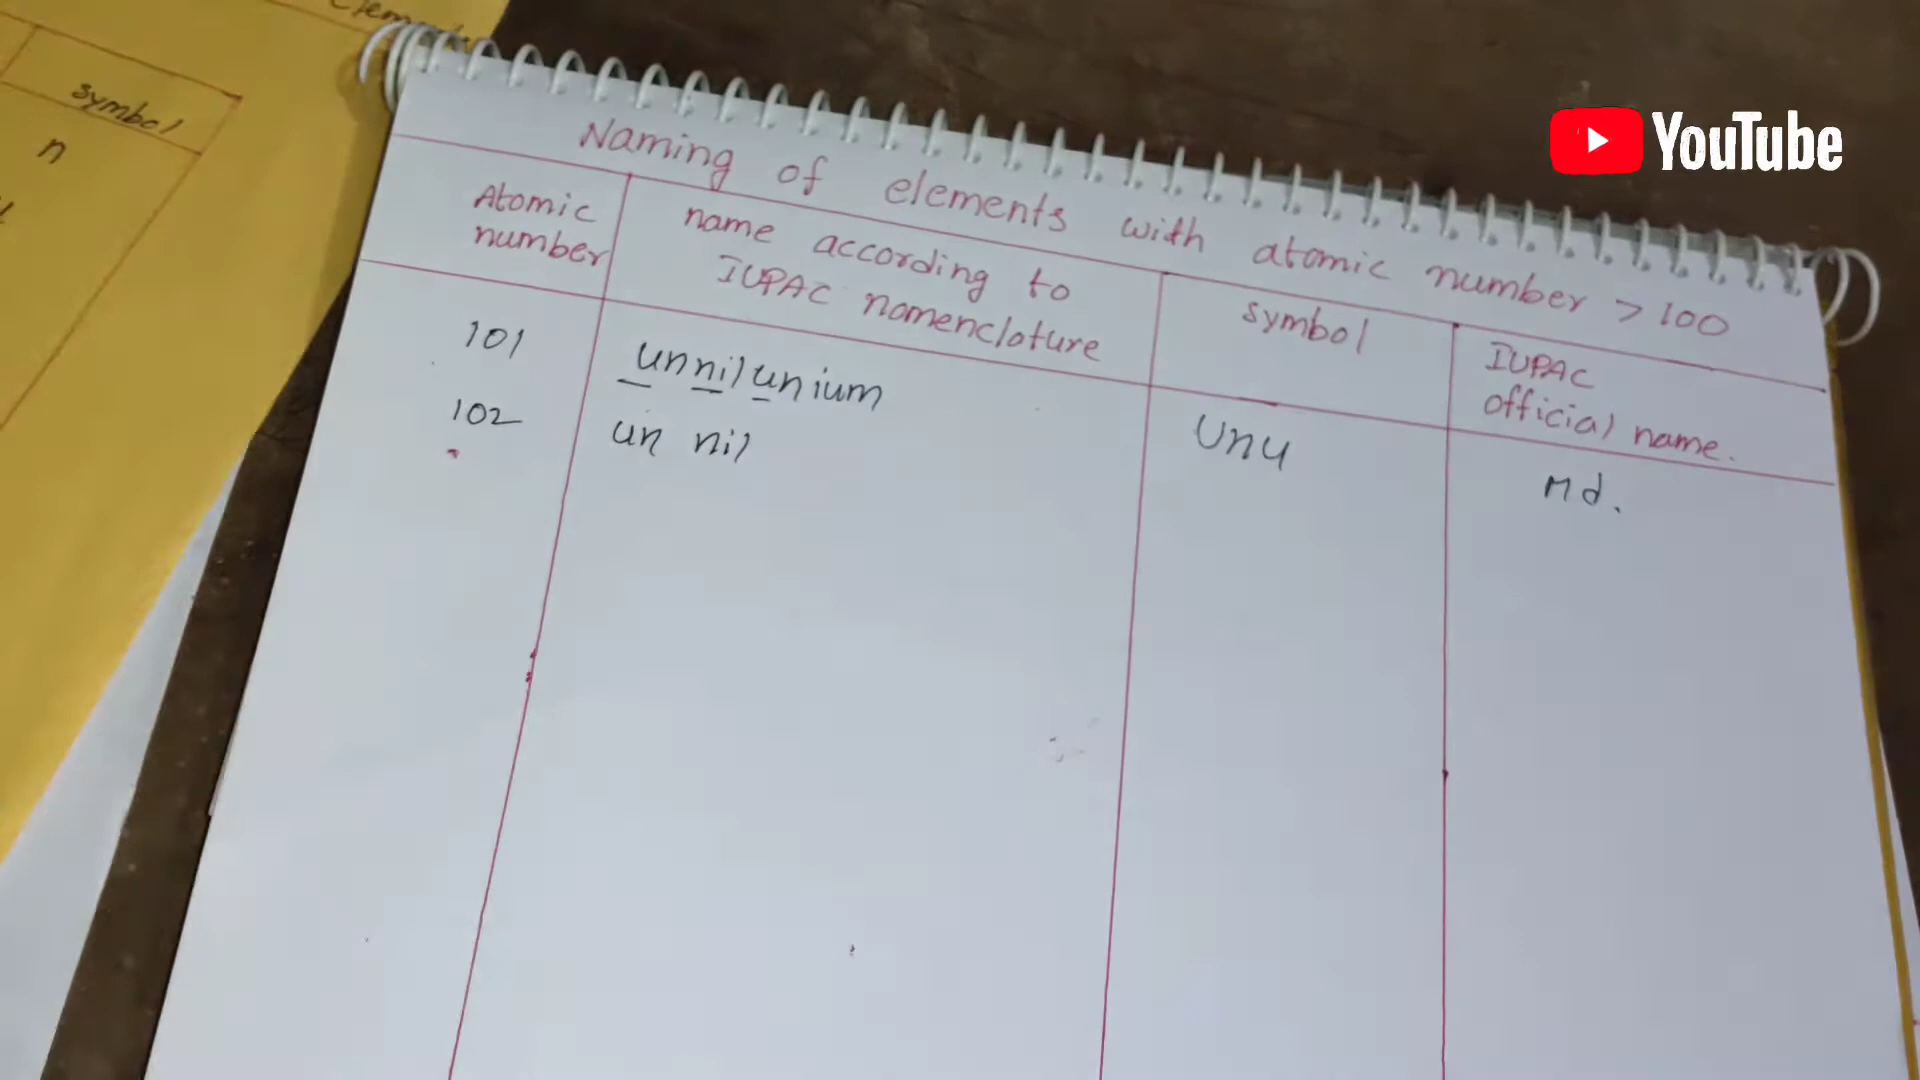 symbol
n
YouTube
Naming of elements with atomic number > 100
Atomic number
name according to IUPAC nomenclature
symbol
IUPAC official name.
101
unnilunium
Unu
Md.
102
un nil